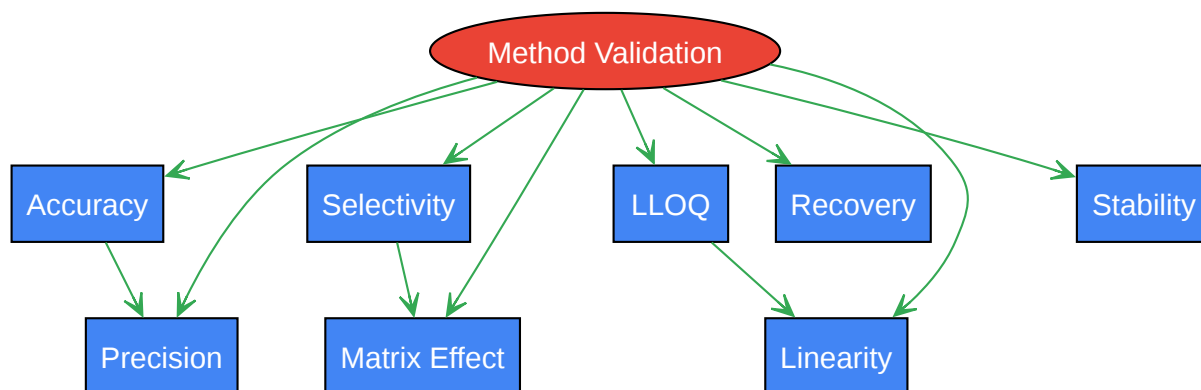 Method Validation
Accuracy
Selectivity
LLOQ
Recovery
Stability
Precision
Matrix Effect
Linearity